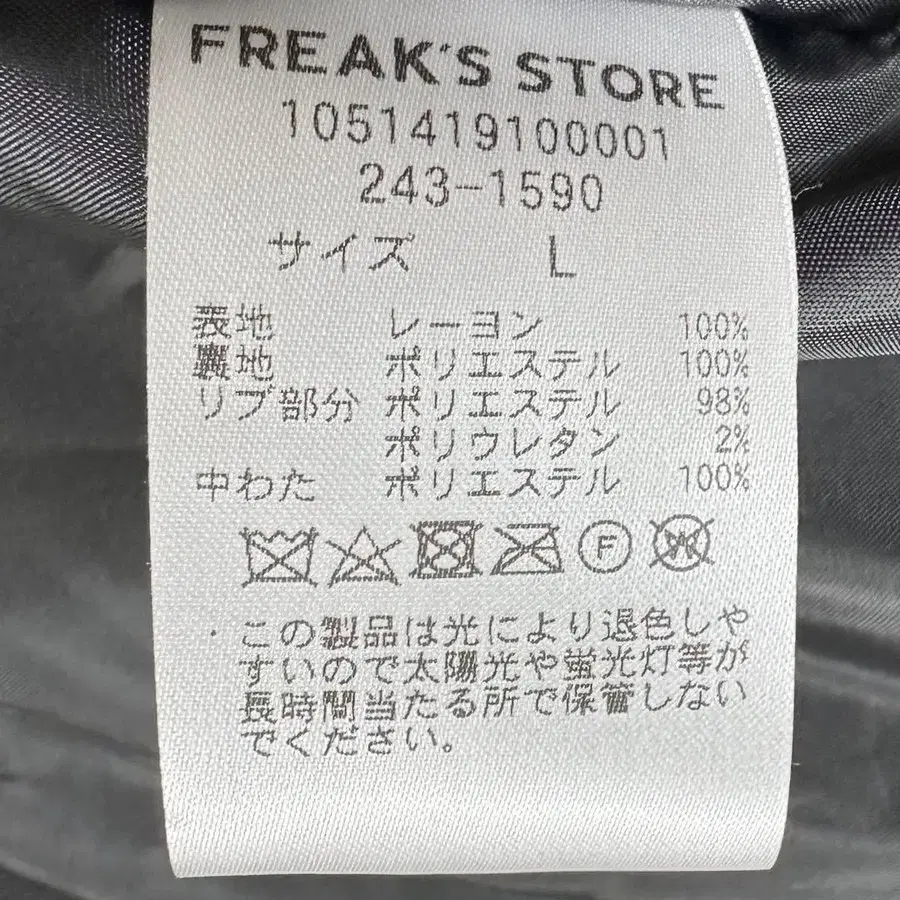 FREAK'S STORE
1051419100001
243-1590
サイズ L
表地 レーヨン 100%
裏地 ポリエステル 100%
リブ部分 ポリエステル 98%
ポリウレタン 2%
中わた ポリエステル 100%
F W
・この製品は光により退色しや
すいので太陽光や蛍光灯等が
長時間当たる所で保管しない
でください。